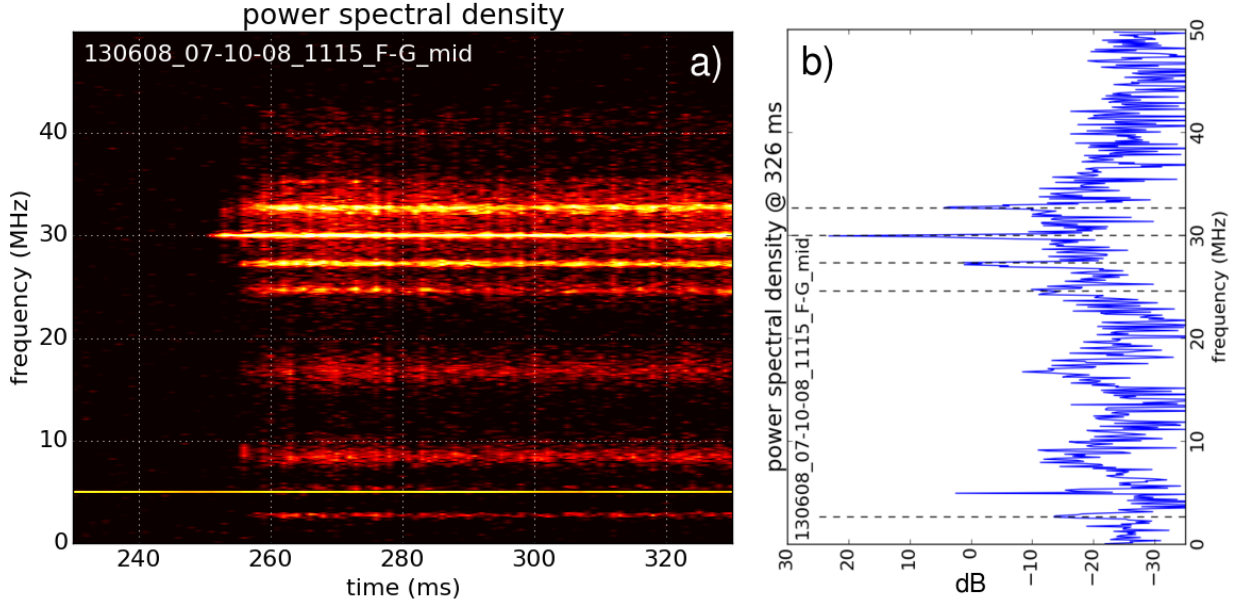 power spectral density
130608_07-10-08_1115_F-G_mid
a)
frequency (MHz)
40
30
20
10
0
240
260
280
300
320
time (ms)
b)
power spectral density @ 326 ms
130608_07-10-08_1115_F-G_mid
30
20
10
0
−10
−20
−30
dB
50
40
30
20
10
0
frequency (MHz)